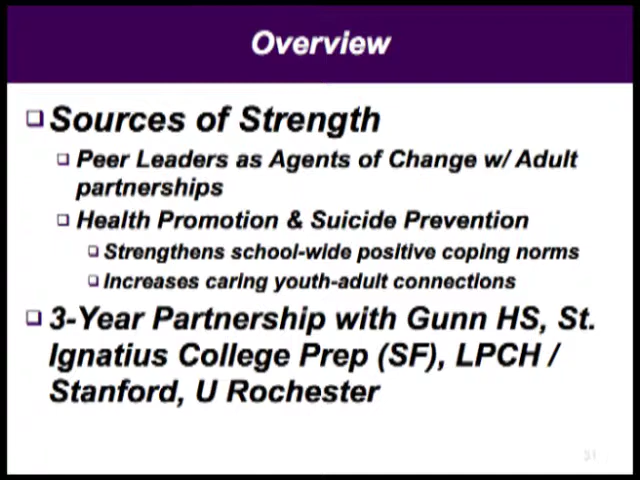 Overview
Sources of Strength
Peer Leaders as Agents of Change w/ Adult
partnerships
Health Promotion & Suicide Prevention
Strengthens school-wide positive coping norms
Increases caring youth-adult connections
3-Year Partnership with Gunn HS, St.
Ignatius College Prep (SF), LPCH /
Stanford, U Rochester
31